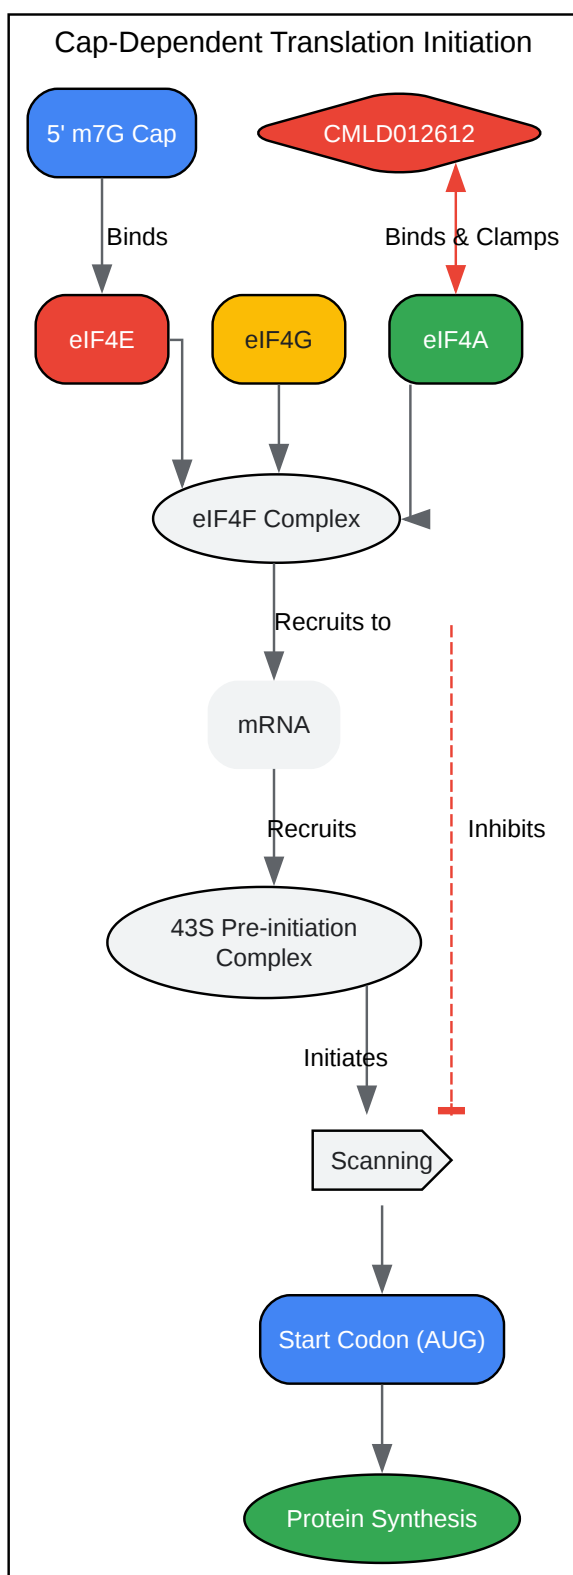 Cap-Dependent Translation Initiation
5' m7G Cap
CMLD012612
Binds
Binds & Clamps
eIF4E
eIF4G
eIF4A
eIF4F Complex
Recruits to
mRNA
Recruits
Inhibits
43S Pre-initiation
Complex
Initiates
Scanning
Start Codon (AUG)
Protein Synthesis